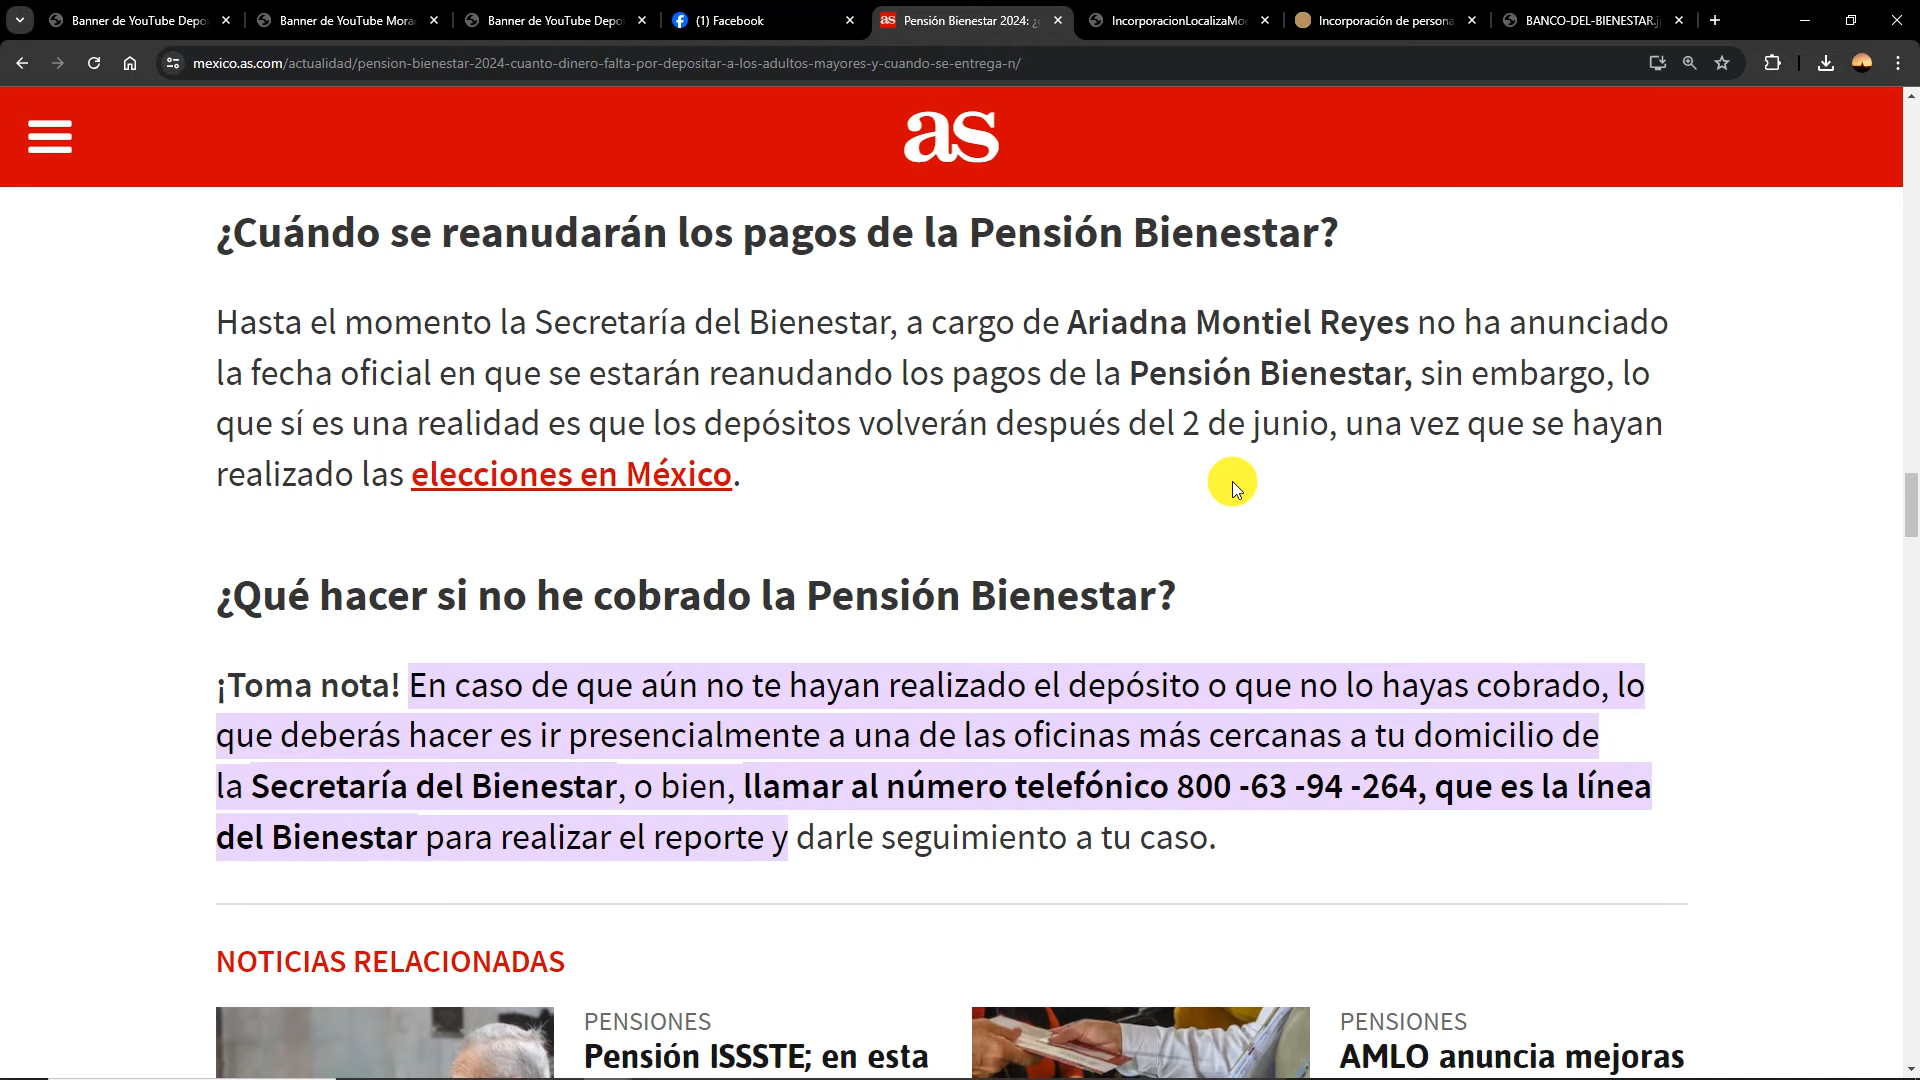 Banner de YouTube Depo
Banner de YouTube Mora
Banner de YouTube Depo
(1) Facebook
as Pensión Bienestar 2024: ¿
IncorporacionLocalizaMo
Incorporación de persona
BANCO-DEL-BIENESTAR.j
mexico.as.com/actualidad/pension-bienestar-2024-cuanto-dinero-falta-por-depositar-a-los-adultos-mayores-y-cuando-se-entrega-n/
as
¿Cuándo se reanudarán los pagos de la Pensión Bienestar?
Hasta el momento la Secretaría del Bienestar, a cargo de Ariadna Montiel Reyes no ha anunciado
la fecha oficial en que se estarán reanudando los pagos de la Pensión Bienestar, sin embargo, lo
que sí es una realidad es que los depósitos volverán después del 2 de junio, una vez que se hayan
realizado las elecciones en México.
¿Qué hacer si no he cobrado la Pensión Bienestar?
¡Toma nota! En caso de que aún no te hayan realizado el depósito o que no lo hayas cobrado, lo
que deberás hacer es ir presencialmente a una de las oficinas más cercanas a tu domicilio de
la Secretaría del Bienestar, o bien, llamar al número telefónico 800 -63 -94 -264, que es la línea
del Bienestar para realizar el reporte y darle seguimiento a tu caso.
NOTICIAS RELACIONADAS
PENSIONES
Pensión ISSSTE; en esta
PENSIONES
AMLO anuncia mejoras